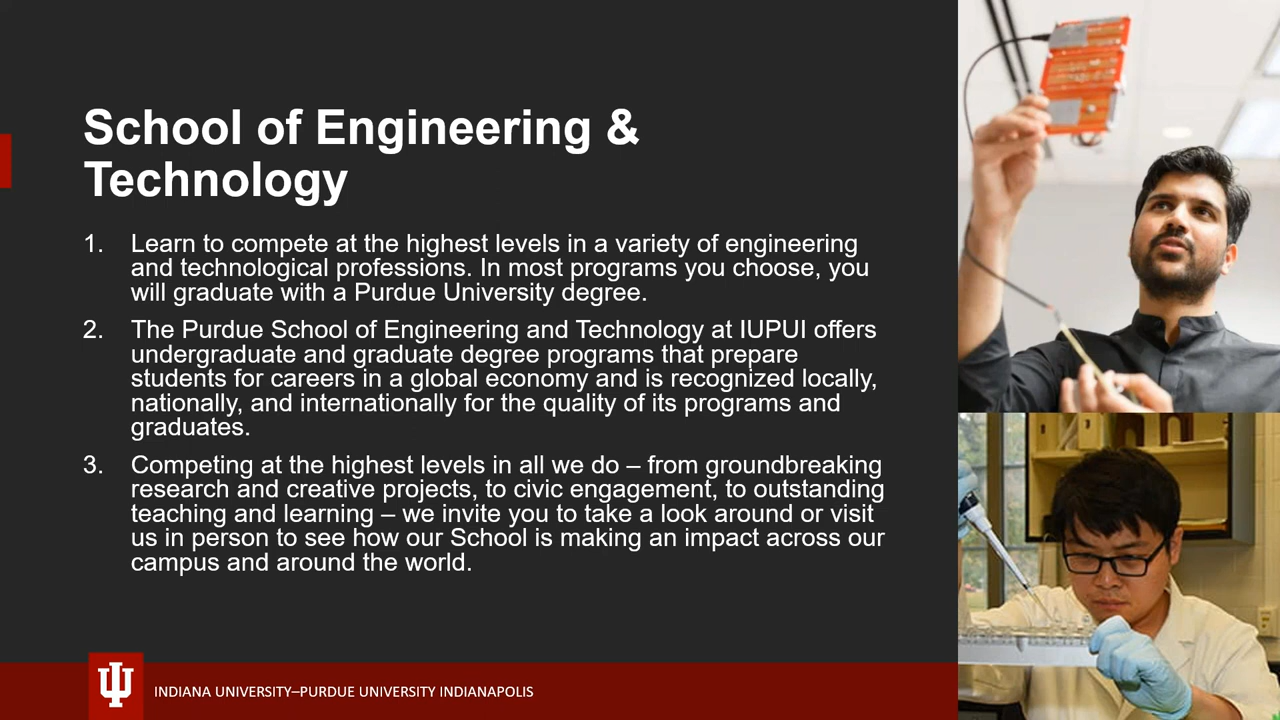 School of Engineering &
Technology
1. Learn to compete at the highest levels in a variety of engineering
and technological professions. In most programs you choose, you
will graduate with a Purdue University degree.
2. The Purdue School of Engineering and Technology at IUPUI offers
undergraduate and graduate degree programs that prepare
students for careers in a global economy and is recognized locally,
nationally, and internationally for the quality of its programs and
graduates.
3. Competing at the highest levels in all we do – from groundbreaking
research and creative projects, to civic engagement, to outstanding
teaching and learning – we invite you to take a look around or visit
us in person to see how our School is making an impact across our
campus and around the world.
INDIANA UNIVERSITY–PURDUE UNIVERSITY INDIANAPOLIS